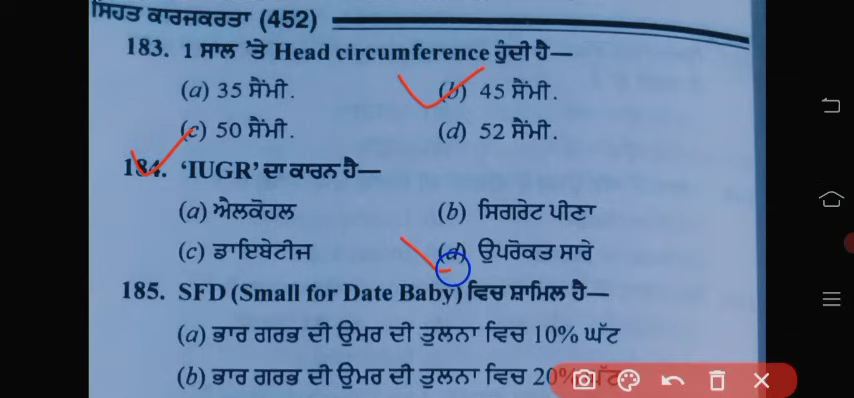 ਸਿਹਤ ਕਾਰਜਕਰਤਾ (452)
183. 1 ਸਾਲ 'ਤੇ Head circumference ਹੁੰਦੀ ਹੈ—
(a) 35 ਸੈਂਮੀ. (b) 45 ਸੈਂਮੀ.
(c) 50 ਸੈਂਮੀ. (d) 52 ਸੈਂਮੀ.
184. ‘IUGR’ ਦਾ ਕਾਰਨ ਹੈ—
(a) ਐਲਕੋਹਲ (b) ਸਿਗਰੇਟ ਪੀਣਾ
(c) ਡਾਇਬੇਟੀਜ (d) ਉਪਰੋਕਤ ਸਾਰੇ
185. SFD (Small for Date Baby) ਵਿਚ ਸ਼ਾਮਿਲ ਹੈ—
(a) ਭਾਰ ਗਰਭ ਦੀ ਉਮਰ ਦੀ ਤੁਲਨਾ ਵਿਚ 10% ਘੱਟ
(b) ਭਾਰ ਗਰਭ ਦੀ ਉਮਰ ਦੀ ਤੁਲਨਾ ਵਿਚ 20%